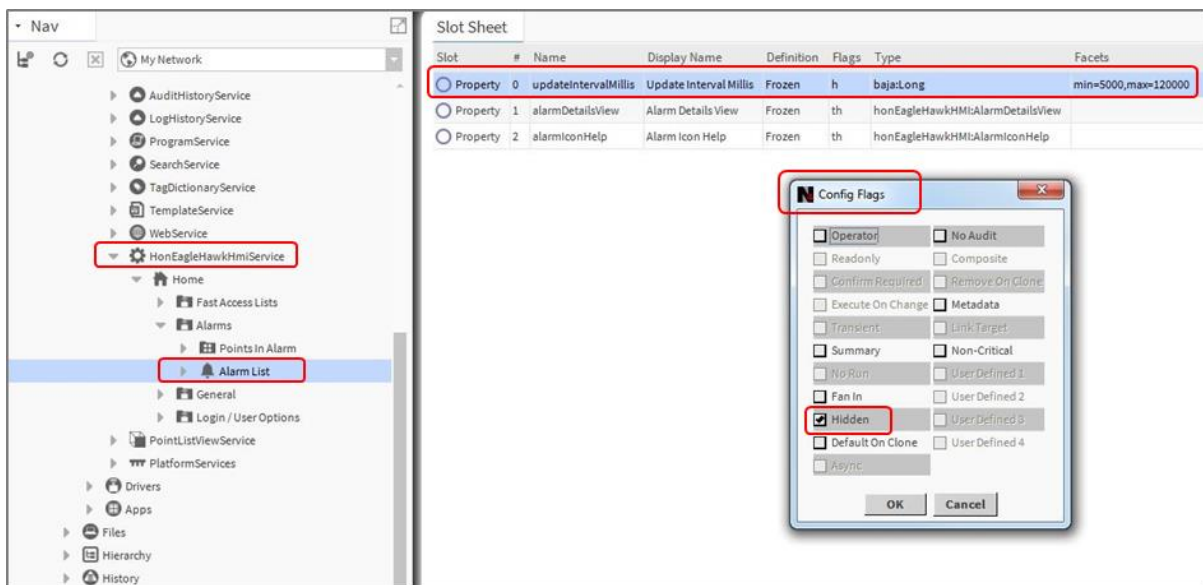 Nav
My Network
AuditHistoryService
LogHistoryService
ProgramService
SearchService
TagDictionaryService
TemplateService
WebService
HonEagleHawkHmiService
Home
Fast Access Lists
Alarms
Points In Alarm
Alarm List
General
Login / User Options
PointListViewService
PlatformServices
Drivers
Apps
Files
Hierarchy
History
Slot Sheet
Slot # Name Display Name Definition Flags Type Facets
Property 0 updateIntervalMillis Update Interval Millis Frozen h baja:Long min=5000,max=120000
Property 1 alarmDetailsView Alarm Details View Frozen th honEagleHawkHMI:AlarmDetailsView
Property 2 alarmIconHelp Alarm Icon Help Frozen th honEagleHawkHMI:AlarmIconHelp
Config Flags
Operator No Audit
Readonly Composite
Confirm Required Remove On Clone
Execute On Change Metadata
Transient Link Target
Summary Non-Critical
No Run User Defined 1
Fan In User Defined 2
Hidden User Defined 3
Default On Clone User Defined 4
Async
OK Cancel